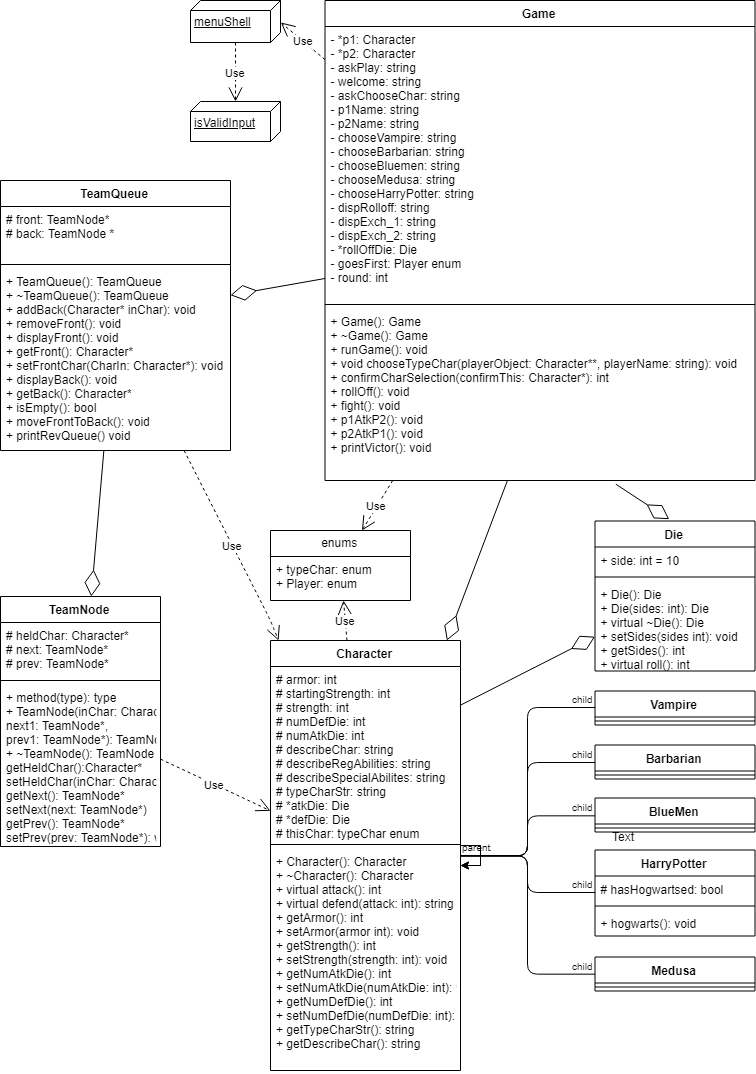 menuShell
Use
isValidInput
Use
Game
- *p1: Character
- *p2: Character
- askPlay: string
- welcome: string
- askChooseChar: string
- p1Name: string
- p2Name: string
- chooseVampire: string
- chooseBarbarian: string
- chooseBluemen: string
- chooseMedusa: string
- chooseHarryPotter: string
- dispRolloff: string
- dispExch_1: string
- dispExch_2: string
- *rollOffDie: Die
- goesFirst: Player enum
- round: int
+ Game(): Game
+ ~Game(): Game
+ runGame(): void
+ void chooseTypeChar(playerObject: Character**, playerName: string): void
+ confirmCharSelection(confirmThis: Character*): int
+ rollOff(): void
+ fight(): void
+ p1AtkP2(): void
+ p2AtkP1(): void
+ printVictor(): void
TeamQueue
# front: TeamNode*
# back: TeamNode *
+ TeamQueue(): TeamQueue
+ ~TeamQueue(): TeamQueue
+ addBack(Character* inChar): void
+ removeFront(): void
+ displayFront(): void
+ getFront(): Character*
+ setFrontChar(CharIn: Character*): void
+ displayBack(): void
+ getBack(): Character*
+ isEmpty(): bool
+ moveFrontToBack(): void
+ printRevQueue() void
Use
Use
enums
+ typeChar: enum
+ Player: enum
Use
Die
+ side: int = 10
+ Die(): Die
+ Die(sides: int): Die
+ virtual ~Die(): Die
+ setSides(sides int): void
+ getSides(): int
+ virtual roll(): int
TeamNode
# heldChar: Character*
# next: TeamNode*
# prev: TeamNode*
+ method(type): type
+ TeamNode(inChar: Charac
next1: TeamNode*,
prev1: TeamNode*): TeamN
+ ~TeamNode(): TeamNode
getHeldChar():Character*
setHeldChar(inChar: Charac
getNext(): TeamNode*
setNext(next: TeamNode*)
getPrev(): TeamNode*
setPrev(prev: TeamNode*):
Use
Character
# armor: int
# startingStrength: int
# strength: int
# numDefDie: int
# numAtkDie: int
# describeChar: string
# describeRegAbilities: string
# describeSpecialAbilites: string
# typeCharStr: string
# *atkDie: Die
# *defDie: Die
# thisChar: typeChar enum
+ Character(): Character
+ ~Character(): Character
+ virtual attack(): int
+ virtual defend(attack: int): string
+ getArmor(): int
+ setArmor(armor int): void
+ getStrength(): int
+ setStrength(strength: int): void
+ getNumAtkDie(): int
+ setNumAtkDie(numAtkDie: int):
+ getNumDefDie(): int
+ setNumDefDie(numDefDie: int):
+ getTypeCharStr(): string
+ getDescribeChar(): string
parent
child
Vampire
child
Barbarian
child
BlueMen
Text
child
HarryPotter
# hasHogwartsed: bool
+ hogwarts(): void
child
Medusa